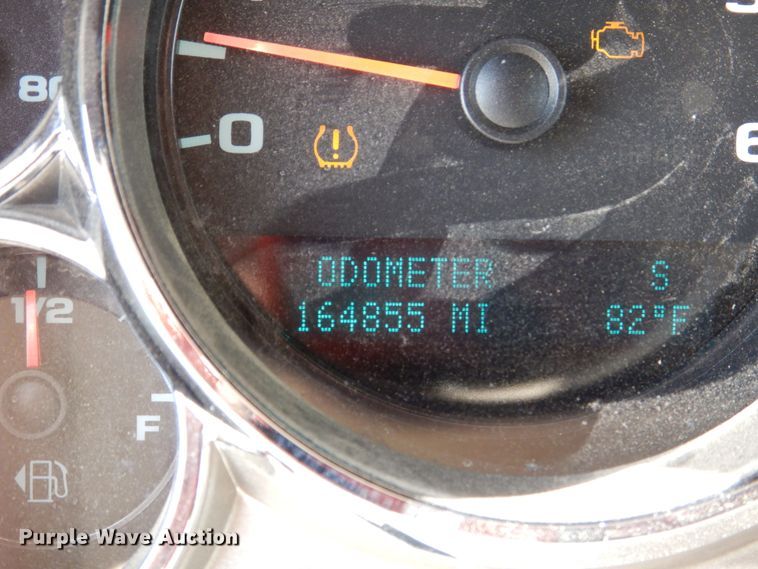 80
0
6
ODOMETER S
164855 MI 82°F
1/2
F
Purple Wave Auction